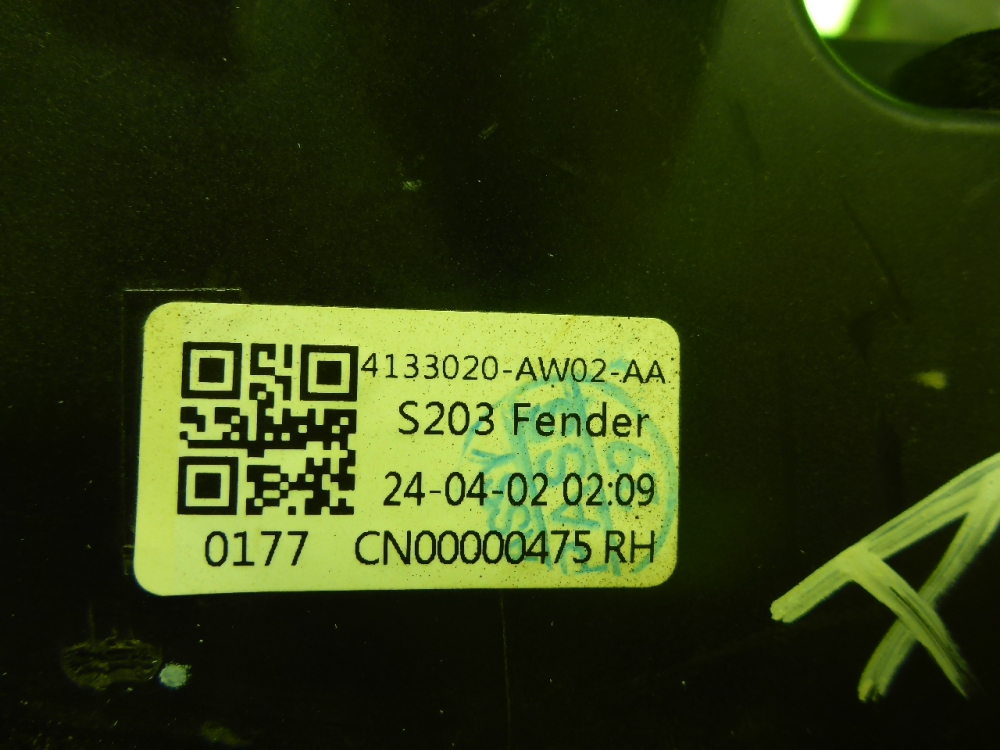 4133020-AW02-AA
S203 Fender
24-04-02 02:09
0177 CN00000475 RH
A